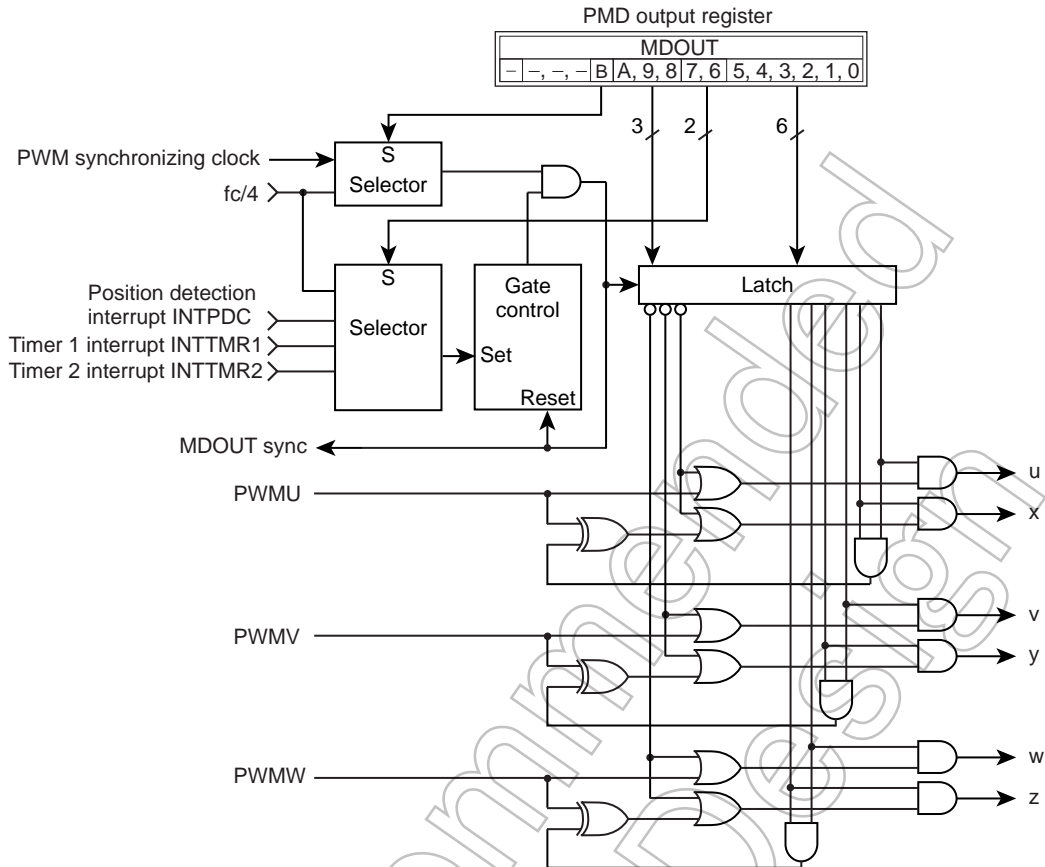 PMD output register
MDOUT
– –, –, – B A, 9, 8 7, 6 5, 4, 3, 2, 1, 0
3 2 6
PWM synchronizing clock
S
Selector
fc/4
S
Selector
Gate
control
Set
Reset
Latch
Position detection
interrupt INTPDC
Timer 1 interrupt INTTMR1
Timer 2 interrupt INTTMR2
MDOUT sync
PWMU
u
x
PWMV
v
y
PWMW
w
z
ommended
Design